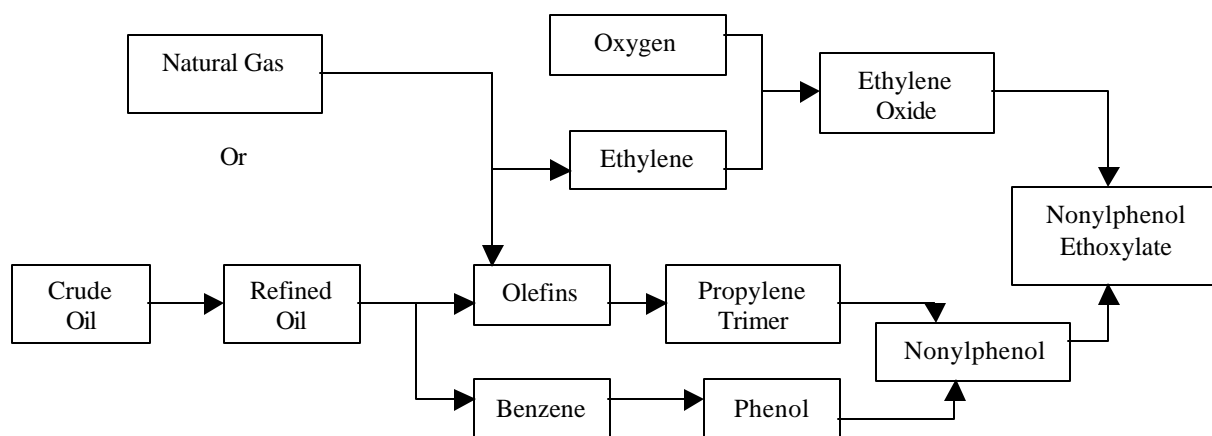 Natural Gas
Or
Oxygen
Ethylene
Ethylene
Oxide
Nonylphenol
Ethoxylate
Crude
Oil
Refined
Oil
Olefins
Propylene
Trimer
Nonylphenol
Benzene
Phenol